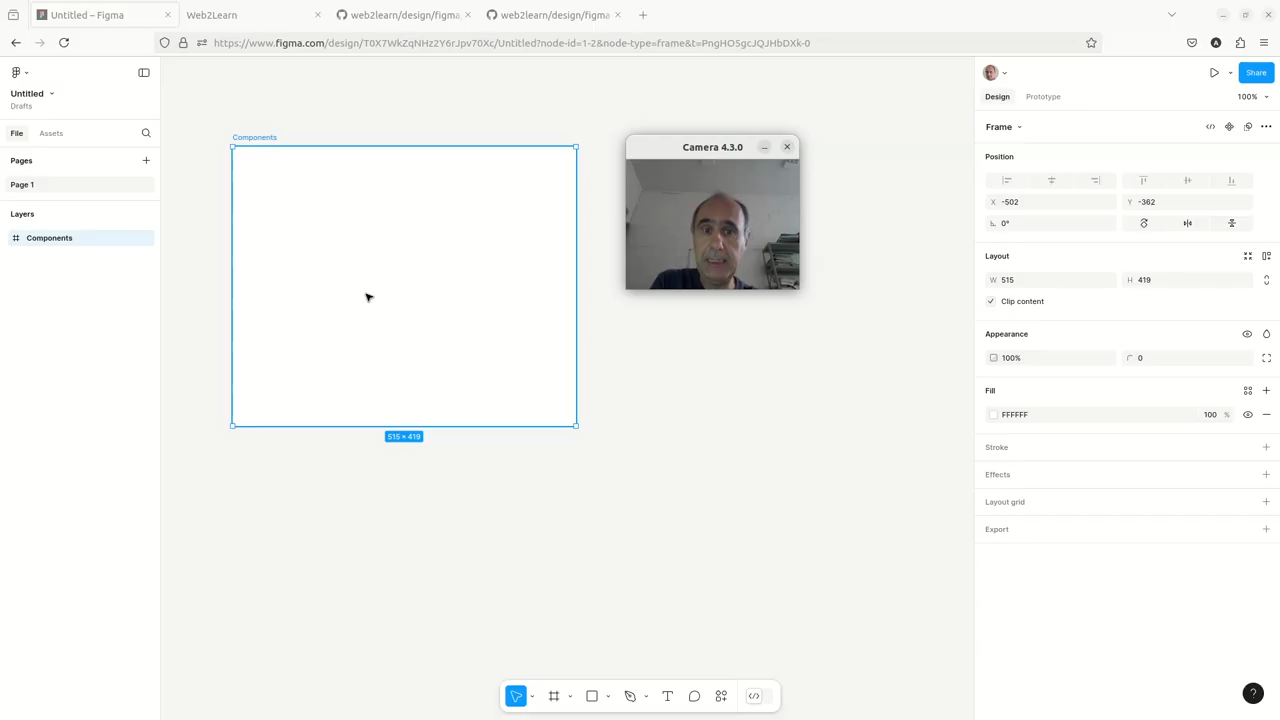 Untitled – Figma
Web2Learn
web2learn/design/figma
web2learn/design/figma
https://www.figma.com/design/T0X7WkZqNHz2Y6rJpv70Xc/Untitled?node-id=1-2&node-type=frame&t=PngHO5gcJQJHbDXk-0
Untitled
Drafts
File
Assets
Pages
Page 1
Layers
Components
Components
515 × 419
Camera 4.3.0
Share
Design
Prototype
100%
Frame
Position
X -502
Y -362
0°
Layout
W 515
H 419
Clip content
Appearance
100%
0
Fill
FFFFFF
100 %
Stroke
Effects
Layout grid
Export